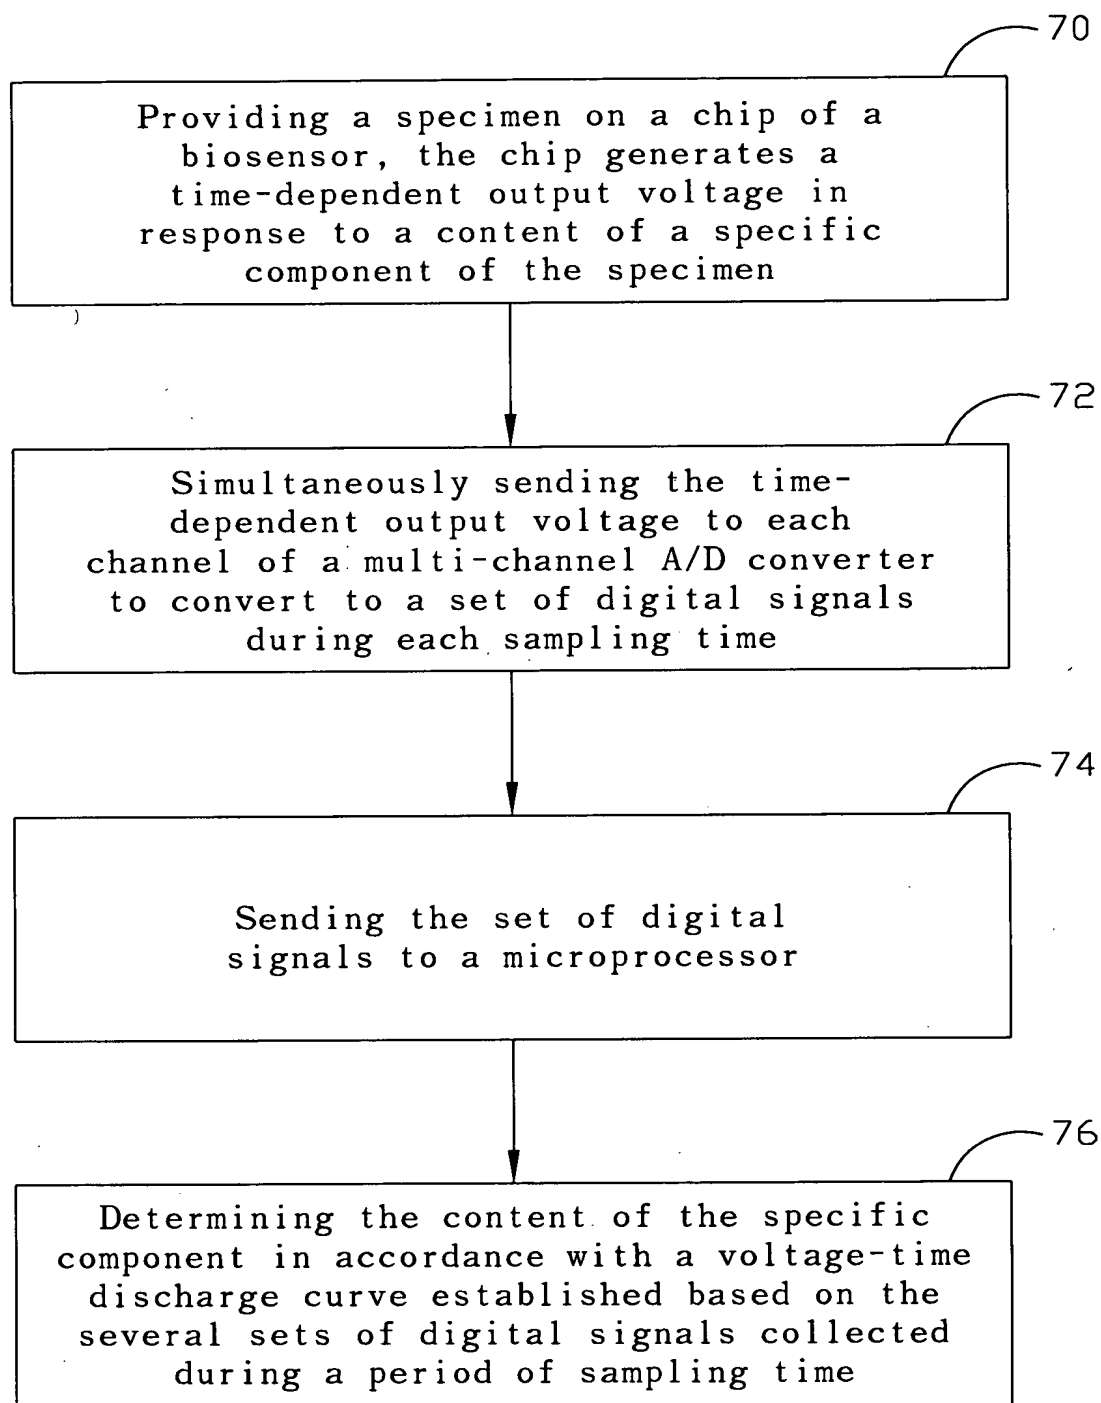 70
Providing a specimen on a chip of a
biosensor, the chip generates a
time-dependent output voltage in
response to a content of a specific
component of the specimen
72
Simultaneously sending the time-
dependent output voltage to each
channel of a multi-channel A/D converter
to convert to a set of digital signals
during each sampling time
74
Sending the set of digital
signals to a microprocessor
76
Determining the content of the specific
component in accordance with a voltage-time
discharge curve established based on the
several sets of digital signals collected
during a period of sampling time